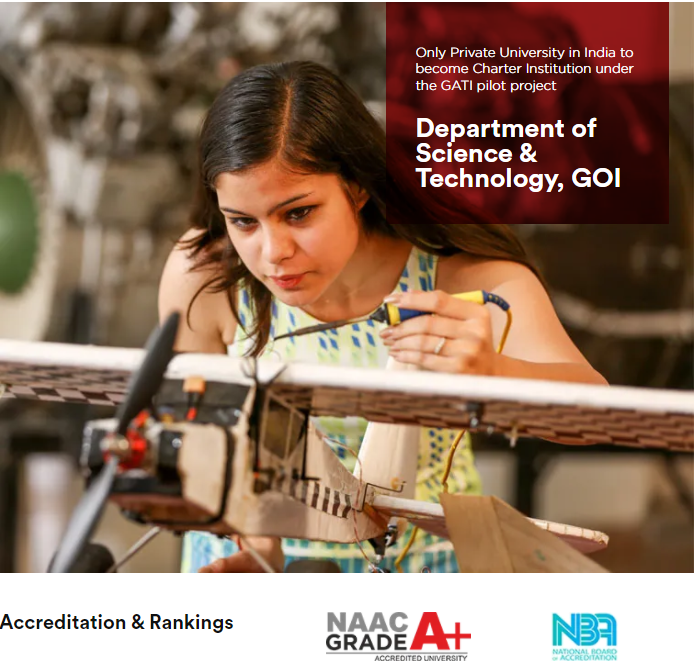 Only Private University in India to
become Charter Institution under
the GATI pilot project
Department of
Science &
Technology, GOI
Accreditation & Rankings
NAAC
GRADE A+
ACCREDITED UNIVERSITY
NBA
NATIONAL BOARD
OF ACCREDITATION